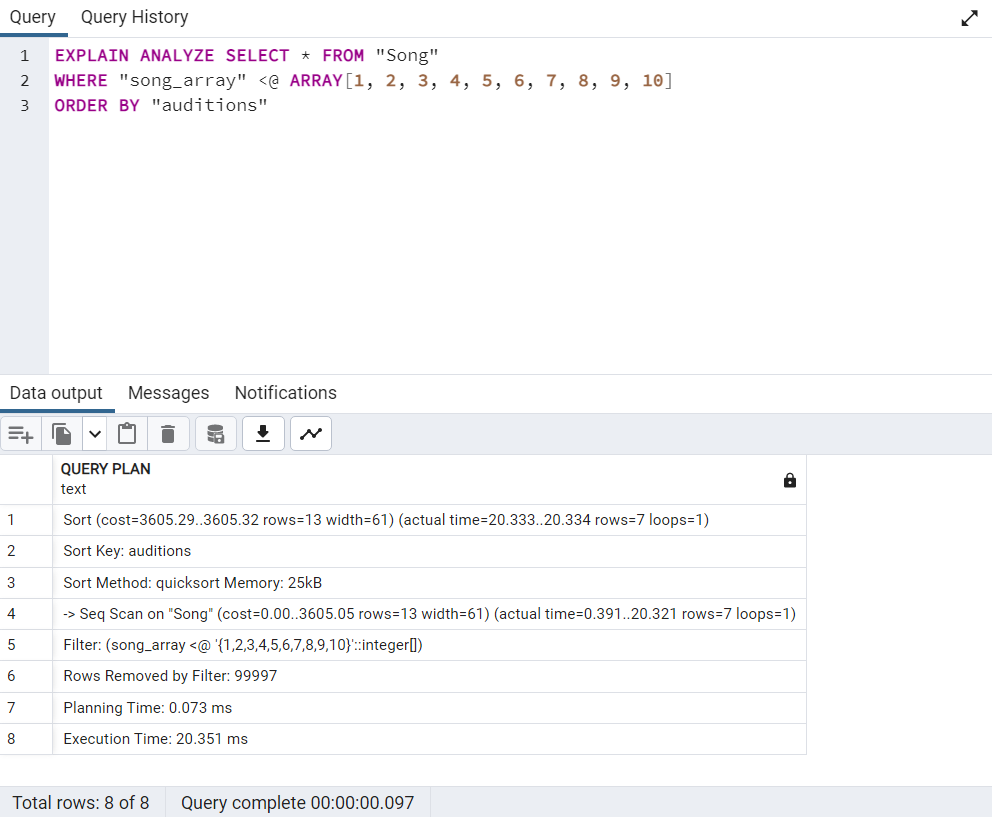 Query Query History
1 EXPLAIN ANALYZE SELECT * FROM "Song"
2 WHERE "song_array" <@ ARRAY[1, 2, 3, 4, 5, 6, 7, 8, 9, 10]
3 ORDER BY "auditions"
Data output Messages Notifications
QUERY PLAN
text
1 Sort (cost=3605.29..3605.32 rows=13 width=61) (actual time=20.333..20.334 rows=7 loops=1)
2 Sort Key: auditions
3 Sort Method: quicksort Memory: 25kB
4 -> Seq Scan on "Song" (cost=0.00..3605.05 rows=13 width=61) (actual time=0.391..20.321 rows=7 loops=1)
5 Filter: (song_array <@ '{1,2,3,4,5,6,7,8,9,10}'::integer[])
6 Rows Removed by Filter: 99997
7 Planning Time: 0.073 ms
8 Execution Time: 20.351 ms
Total rows: 8 of 8 Query complete 00:00:00.097